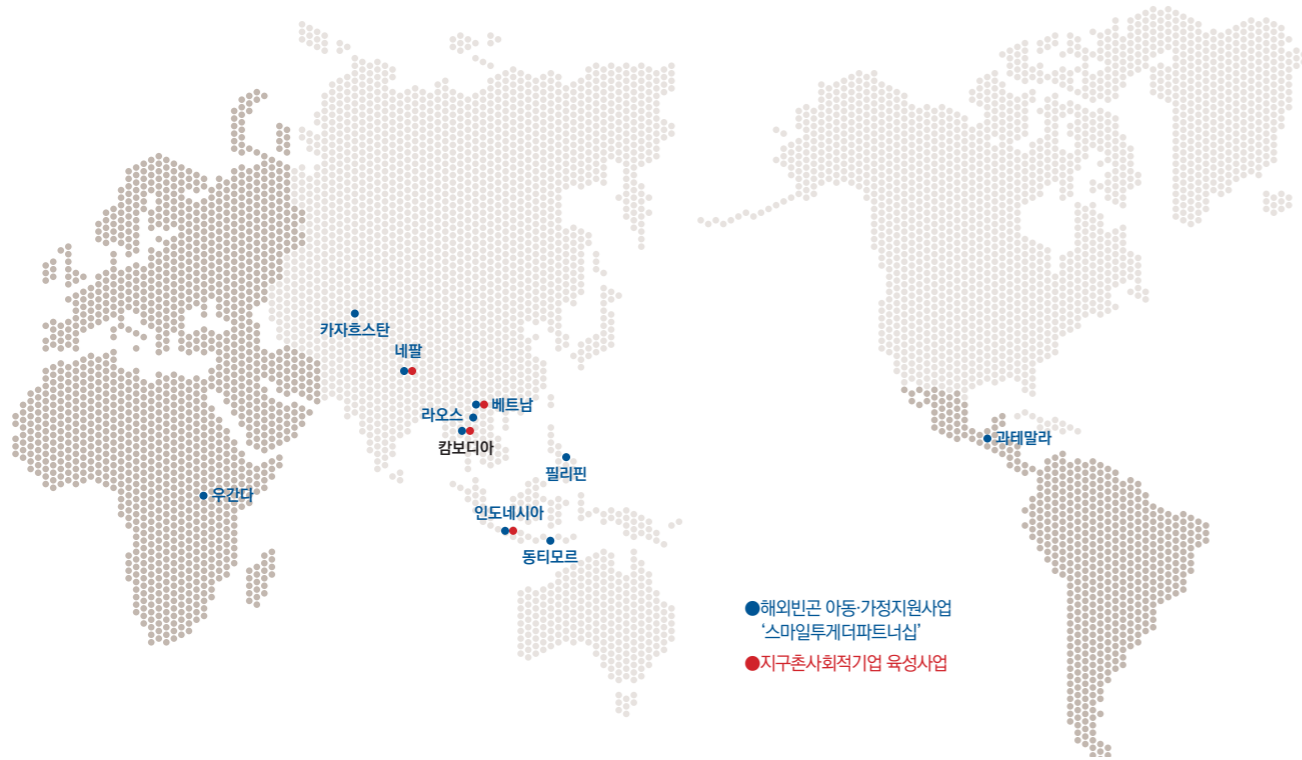 카자흐스탄
네팔
베트남
라오스
캄보디아
과테말라
필리핀
우간다
인도네시아
동티모르
●해외빈곤 아동·가정지원사업
‘스마일투게더파트너십’
●지구촌사회적기업 육성사업